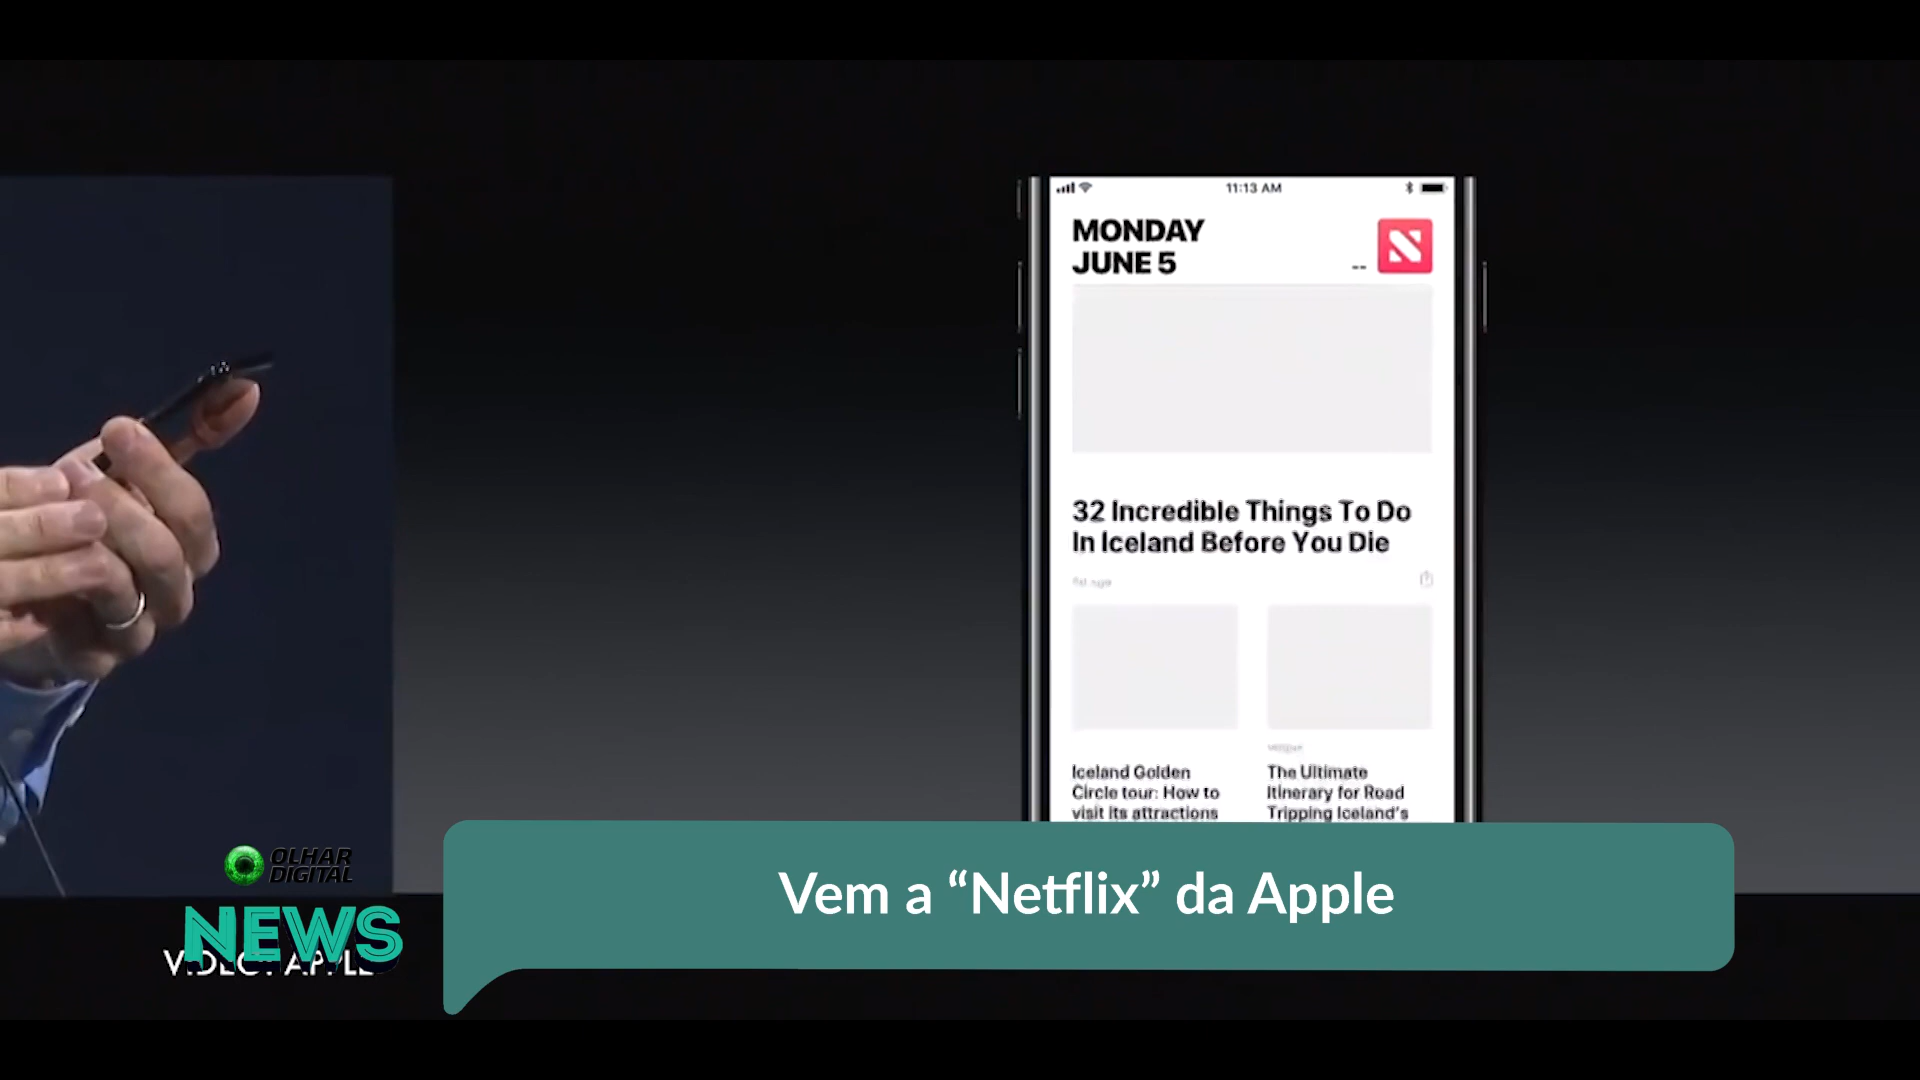 11:13 AM
MONDAY
JUNE 5
32 Incredible Things To Do
In Iceland Before You Die
Iceland Golden
Circle tour: How to
visit its attractions
The Ultimate
Itinerary for Road
Tripping Iceland's
OLHAR
DIGITAL
NEWS
VIDEO: APPLE
Vem a “Netflix” da Apple